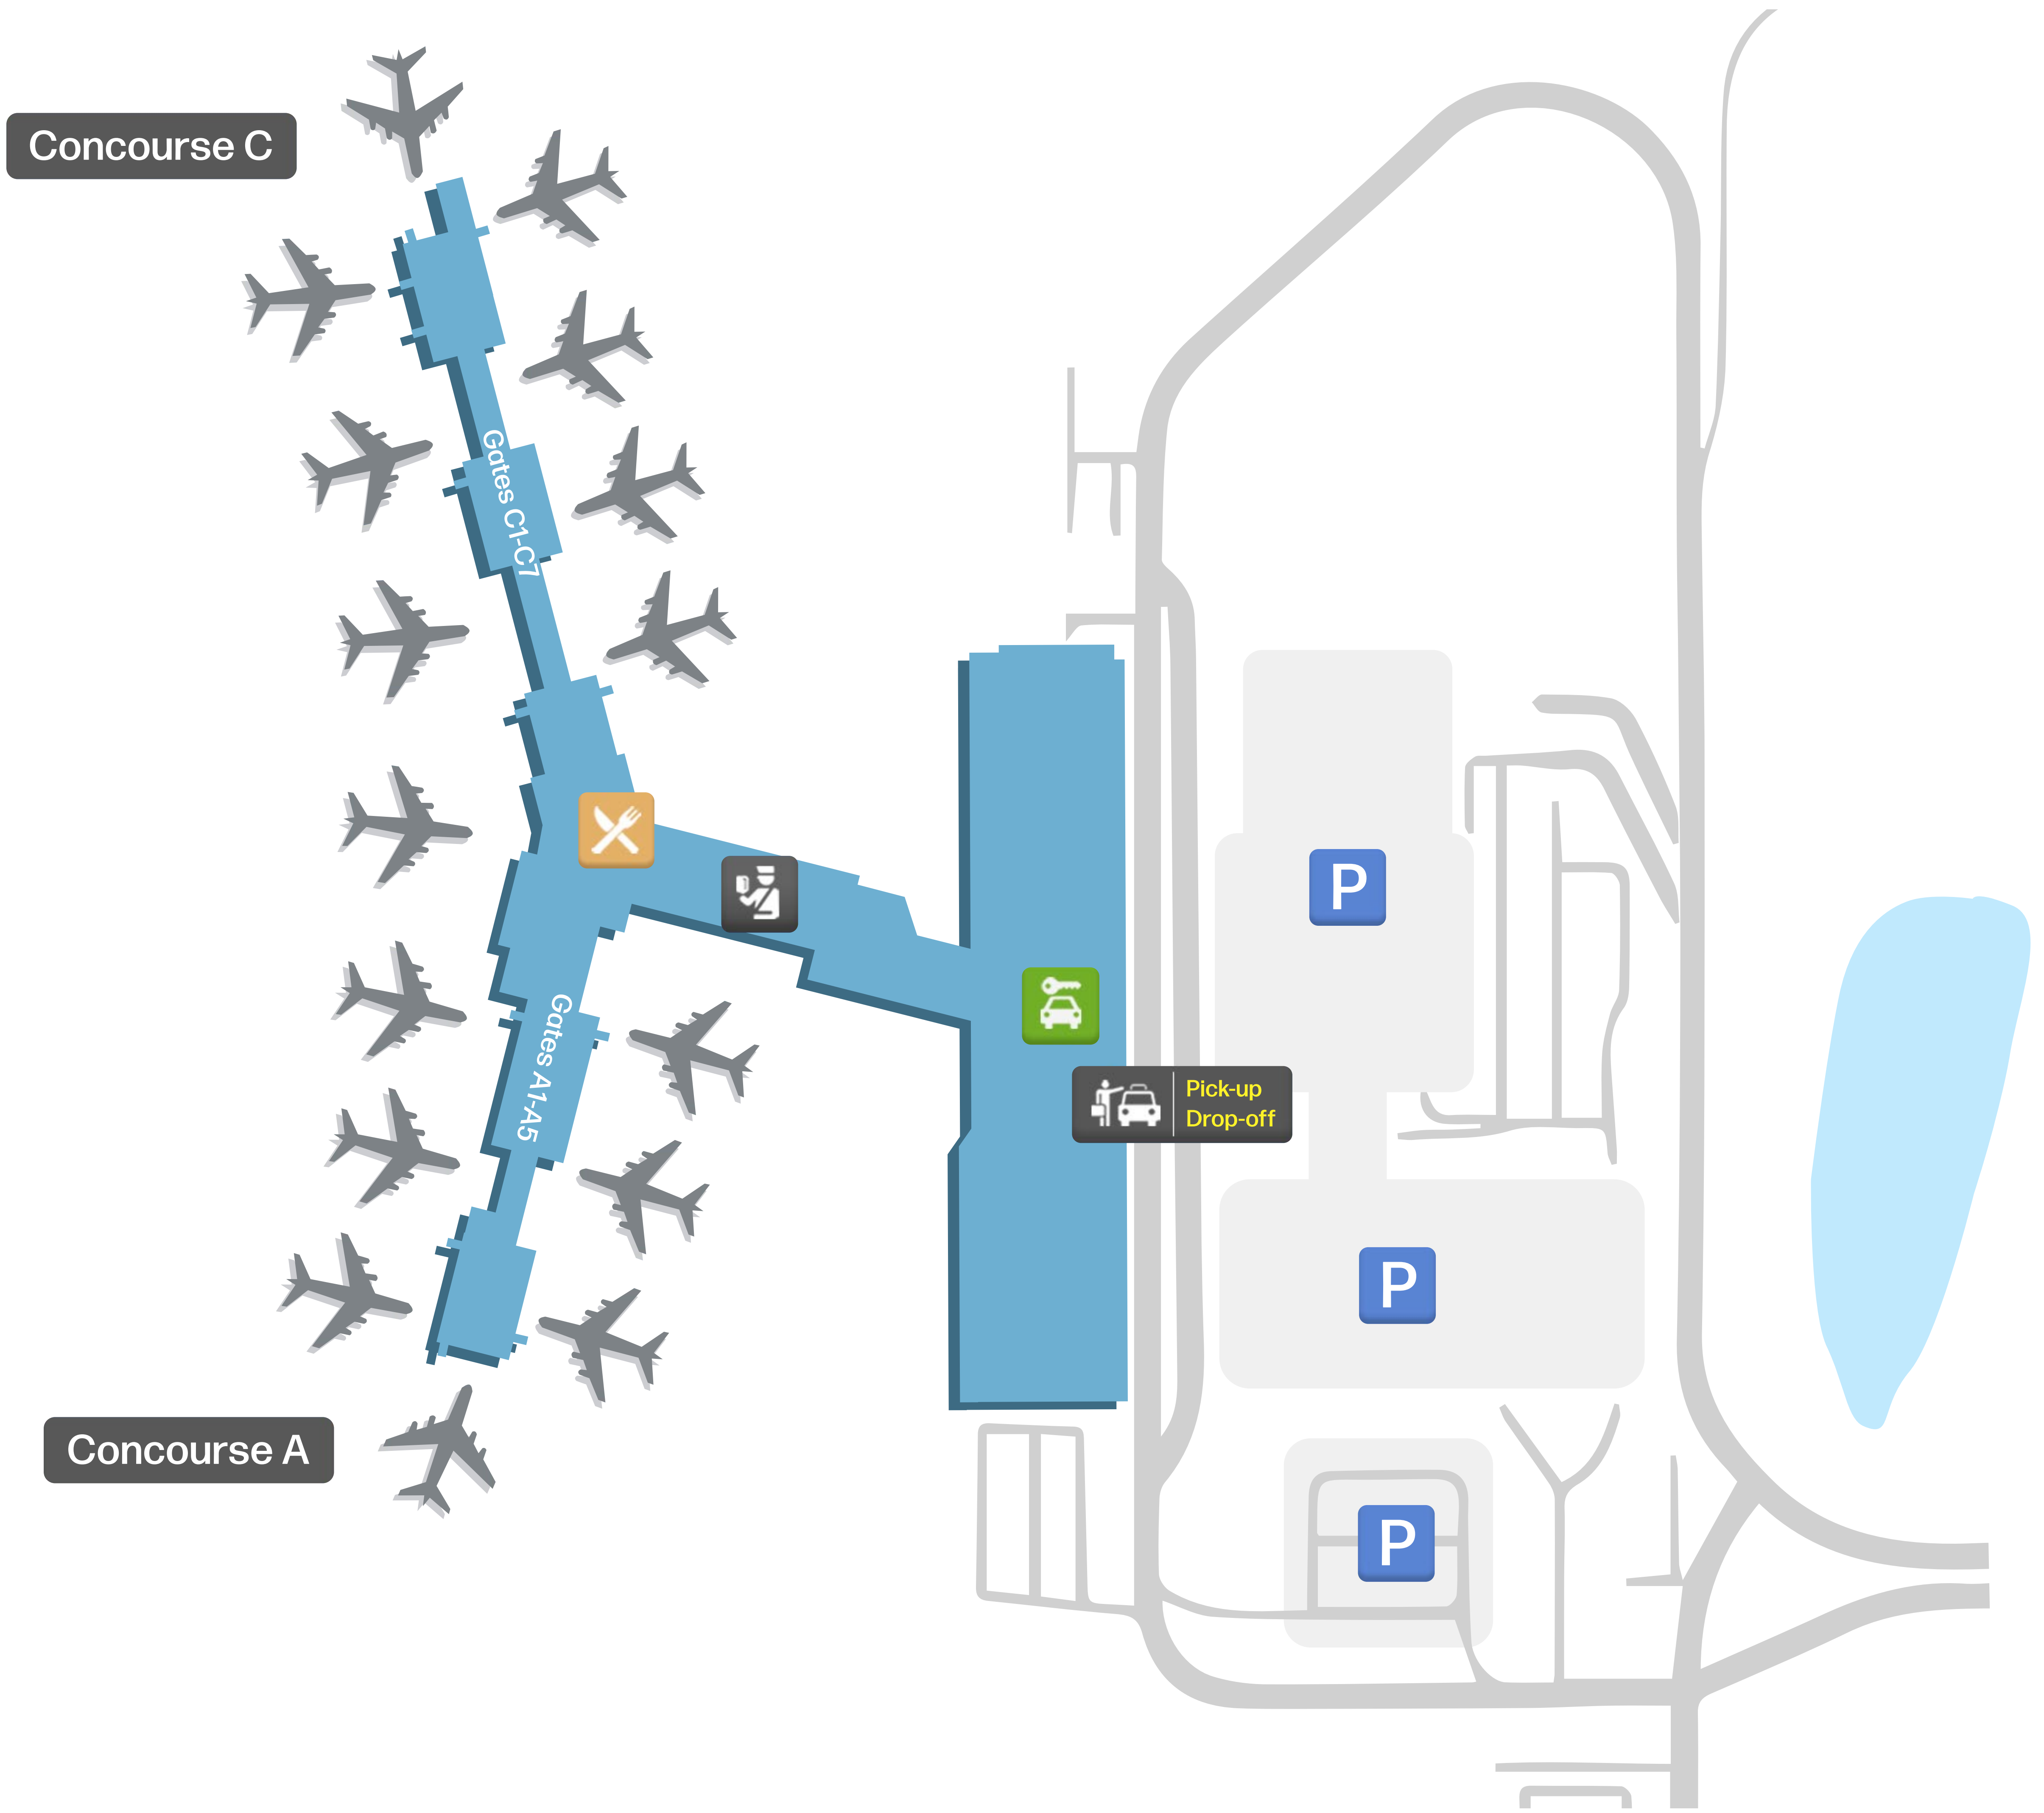 Concourse C
Gates C1-C7
P
Gates A1-A5
Pick-up
Drop-off
P
Concourse A
P